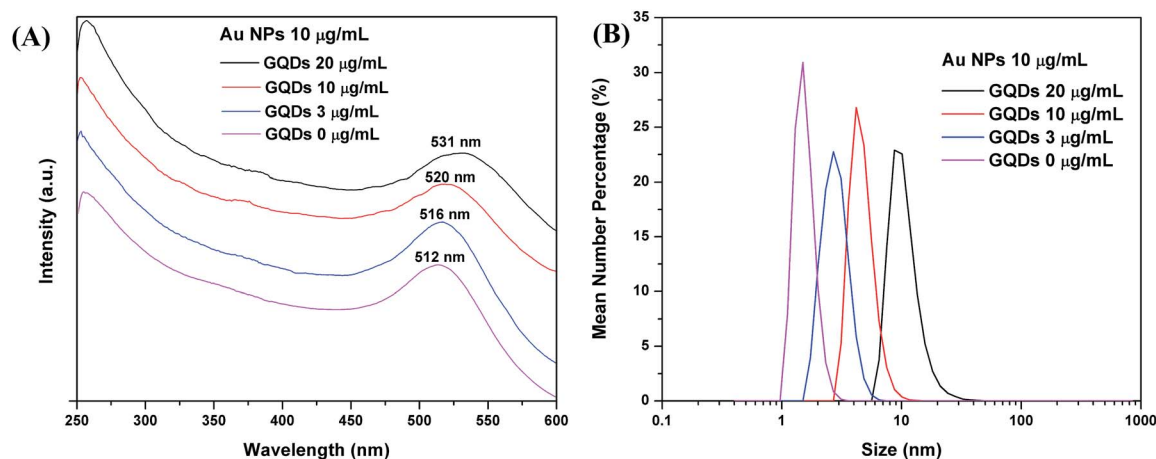 (A)
Au NPs 10 μg/mL
GQDs 20 μg/mL
GQDs 10 μg/mL
GQDs 3 μg/mL
GQDs 0 μg/mL
531 nm
520 nm
516 nm
512 nm
Intensity (a.u.)
250 300 350 400 450 500 550 600
Wavelength (nm)
(B)
Au NPs 10 μg/mL
GQDs 20 μg/mL
GQDs 10 μg/mL
GQDs 3 μg/mL
GQDs 0 μg/mL
Mean Number Percentage (%)
35
30
25
20
15
10
5
0
0.1 1 10 100 1000
Size (nm)